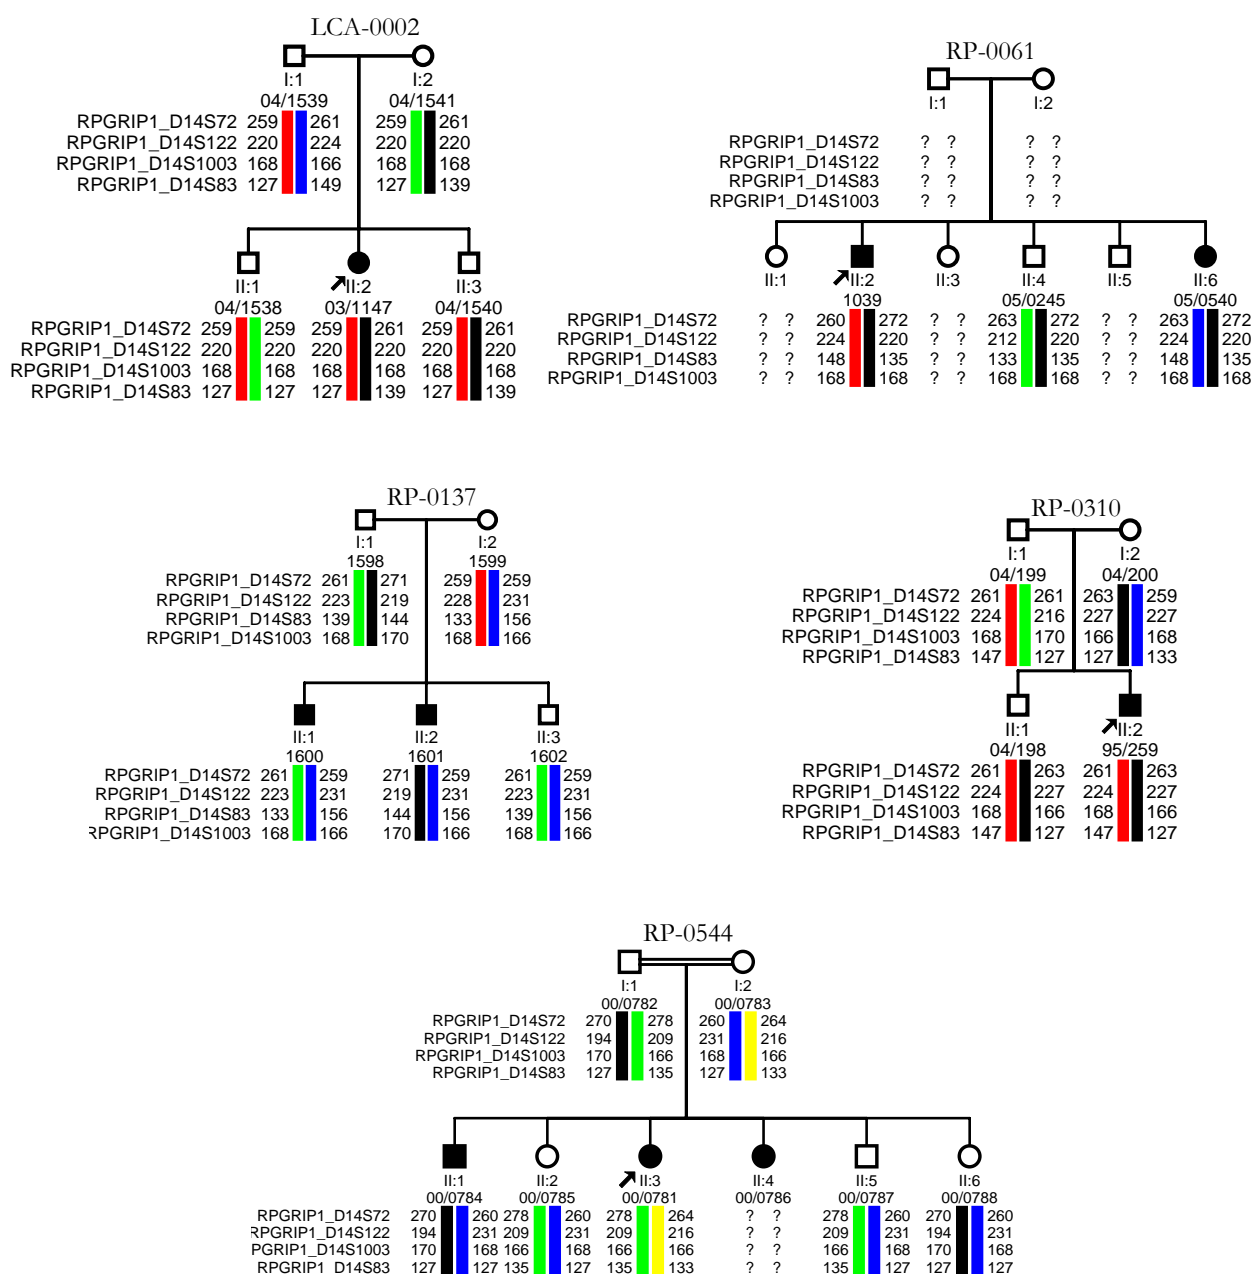 LCA-0002
I:1 I:2
04/1539 04/1541
RPGRIP1_D14S72 259 261 259 261
RPGRIP1_D14S122 220 224 220 220
RPGRIP1_D14S1003 168 166 168 168
RPGRIP1_D14S83 127 149 127 139
II:1 II:2 II:3
04/1538 03/1147 04/1540
RPGRIP1_D14S72 259 259 259 261 259 261
RPGRIP1_D14S122 220 220 220 220 220 220
RPGRIP1_D14S1003 168 168 168 168 168 168
RPGRIP1_D14S83 127 127 127 139 127 139
RP-0061
I:1 I:2
RPGRIP1_D14S72 ? ? ? ?
RPGRIP1_D14S122 ? ? ? ?
RPGRIP1_D14S83 ? ? ? ?
RPGRIP1_D14S1003 ? ? ? ?
II:1 II:2 II:3 II:4 II:5 II:6
1039 05/0245 05/0540
RPGRIP1_D14S72 ? ? 260 272 ? ? 263 272 ? ? 263 272
RPGRIP1_D14S122 ? ? 224 220 ? ? 212 220 ? ? 224 220
RPGRIP1_D14S83 ? ? 148 135 ? ? 133 135 ? ? 148 135
RPGRIP1_D14S1003 ? ? 168 168 ? ? 168 168 ? ? 168 168
RP-0137
I:1 I:2
1598 1599
RPGRIP1_D14S72 261 271 259 259
RPGRIP1_D14S122 223 219 228 231
RPGRIP1_D14S83 139 144 133 156
RPGRIP1_D14S1003 168 170 168 166
II:1 II:2 II:3
1600 1601 1602
RPGRIP1_D14S72 261 259 271 259 261 259
RPGRIP1_D14S122 223 231 219 231 223 231
RPGRIP1_D14S83 133 156 144 156 139 156
RPGRIP1_D14S1003 168 166 170 166 168 166
RP-0310
I:1 I:2
04/199 04/200
RPGRIP1_D14S72 261 261 263 259
RPGRIP1_D14S122 224 216 227 227
RPGRIP1_D14S1003 168 170 166 168
RPGRIP1_D14S83 147 127 127 133
II:1 II:2
04/198 95/259
RPGRIP1_D14S72 261 263 261 263
RPGRIP1_D14S122 224 227 224 227
RPGRIP1_D14S1003 168 166 168 166
RPGRIP1_D14S83 147 127 147 127
RP-0544
I:1 I:2
00/0782 00/0783
RPGRIP1_D14S72 270 278 260 264
RPGRIP1_D14S122 194 209 231 216
RPGRIP1_D14S1003 170 166 168 166
RPGRIP1_D14S83 127 135 127 133
II:1 II:2 II:3 II:4 II:5 II:6
00/0784 00/0785 00/0781 00/0786 00/0787 00/0788
RPGRIP1_D14S72 270 260 278 260 278 264 ? ? 278 260 270 260
RPGRIP1_D14S122 194 231 209 231 209 216 ? ? 209 231 194 231
PGRIP1_D14S1003 170 168 166 168 166 166 ? ? 166 168 170 168
RPGRIP1_D14S83 127 127 135 127 135 133 ? ? 135 127 127 127